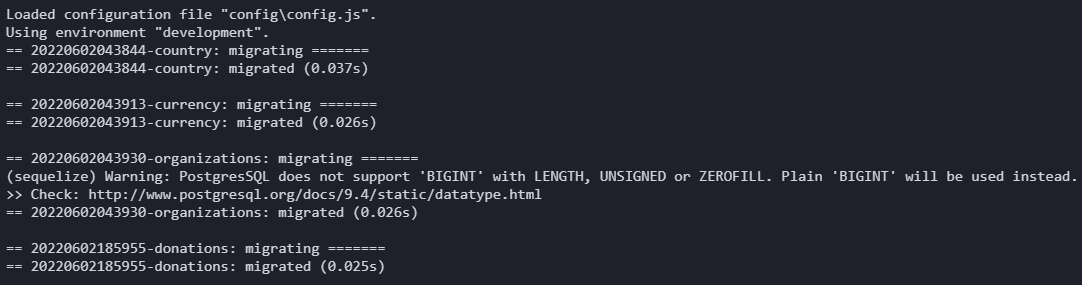 Loaded configuration file "config\config.js".
Using environment "development".
== 20220602043844-country: migrating =======
== 20220602043844-country: migrated (0.037s)
== 20220602043913-currency: migrating =======
== 20220602043913-currency: migrated (0.026s)
== 20220602043930-organizations: migrating =======
(sequelize) Warning: PostgresSQL does not support 'BIGINT' with LENGTH, UNSIGNED or ZEROFILL. Plain 'BIGINT' will be used instead.
>> Check: http://www.postgresql.org/docs/9.4/static/datatype.html
== 20220602043930-organizations: migrated (0.026s)
== 20220602185955-donations: migrating =======
== 20220602185955-donations: migrated (0.025s)